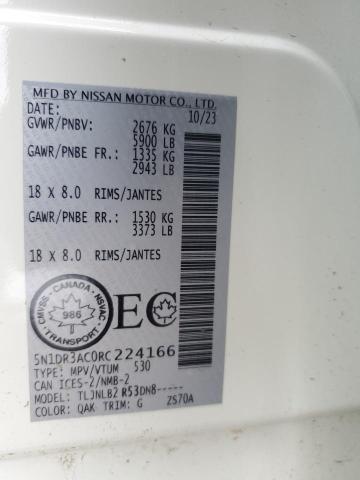 MFD BY NISSAN MOTOR CO., LTD.
DATE: 10/23
GVWR/PNBV: 2676 KG
5900 LB
GAWR/PNBE FR.: 1335 KG
2943 LB
18 X 8.0 RIMS/JANTES
GAWR/PNBE RR.: 1530 KG
3373 LB
18 X 8.0 RIMS/JANTES
CANADA
CMVSS NSVAC
986
TRANSPORT
EC
5N1DR3AC0RC224166
TYPE: MPV/VTUM 530
CAN ICES-2/NMB-2
MODEL: TLJNLB2 R53DN8-----
COLOR: QAK TRIM: G ZS70A